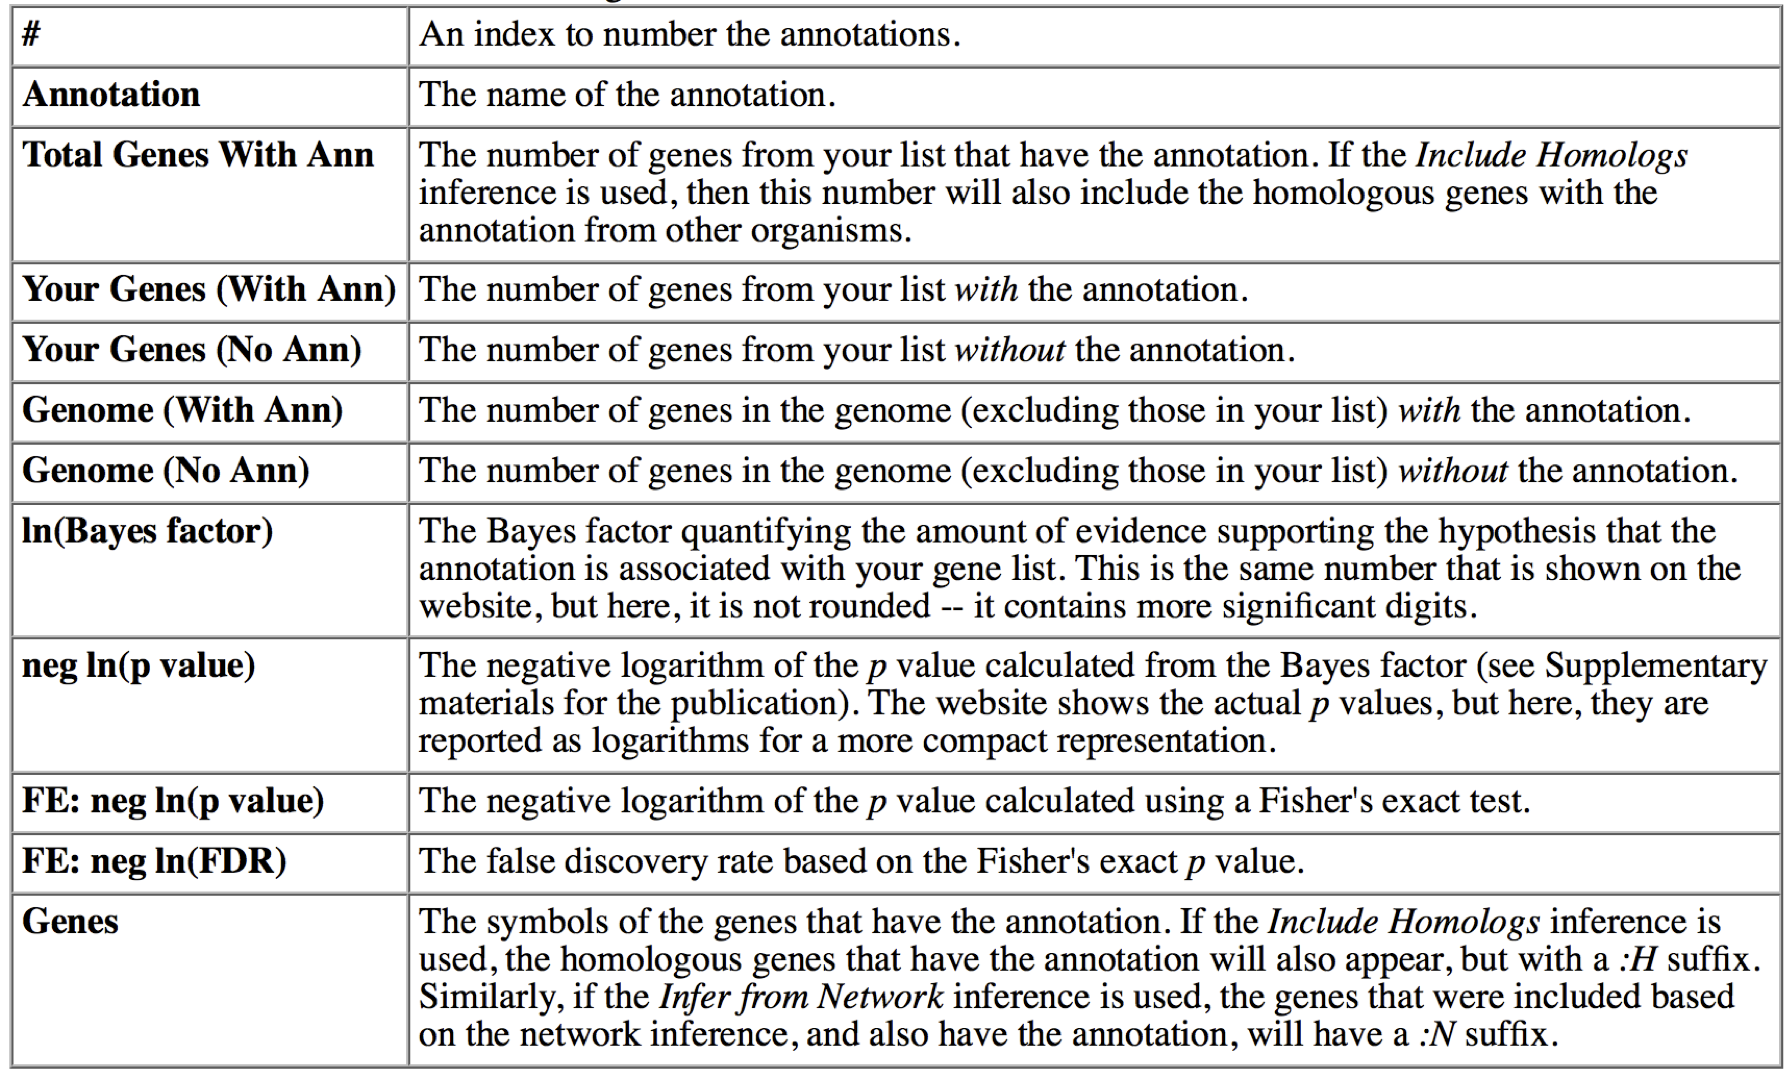 #
An index to number the annotations.
Annotation
The name of the annotation.
Total Genes With Ann
The number of genes from your list that have the annotation. If the Include Homologs
inference is used, then this number will also include the homologous genes with the
annotation from other organisms.
Your Genes (With Ann)
The number of genes from your list with the annotation.
Your Genes (No Ann)
The number of genes from your list without the annotation.
Genome (With Ann)
The number of genes in the genome (excluding those in your list) with the annotation.
Genome (No Ann)
The number of genes in the genome (excluding those in your list) without the annotation.
ln(Bayes factor)
The Bayes factor quantifying the amount of evidence supporting the hypothesis that the
annotation is associated with your gene list. This is the same number that is shown on the
website, but here, it is not rounded -- it contains more significant digits.
neg ln(p value)
The negative logarithm of the p value calculated from the Bayes factor (see Supplementary
materials for the publication). The website shows the actual p values, but here, they are
reported as logarithms for a more compact representation.
FE: neg ln(p value)
The negative logarithm of the p value calculated using a Fisher's exact test.
FE: neg ln(FDR)
The false discovery rate based on the Fisher's exact p value.
Genes
The symbols of the genes that have the annotation. If the Include Homologs inference is
used, the homologous genes that have the annotation will also appear, but with a :H suffix.
Similarly, if the Infer from Network inference is used, the genes that were included based
on the network inference, and also have the annotation, will have a :N suffix.